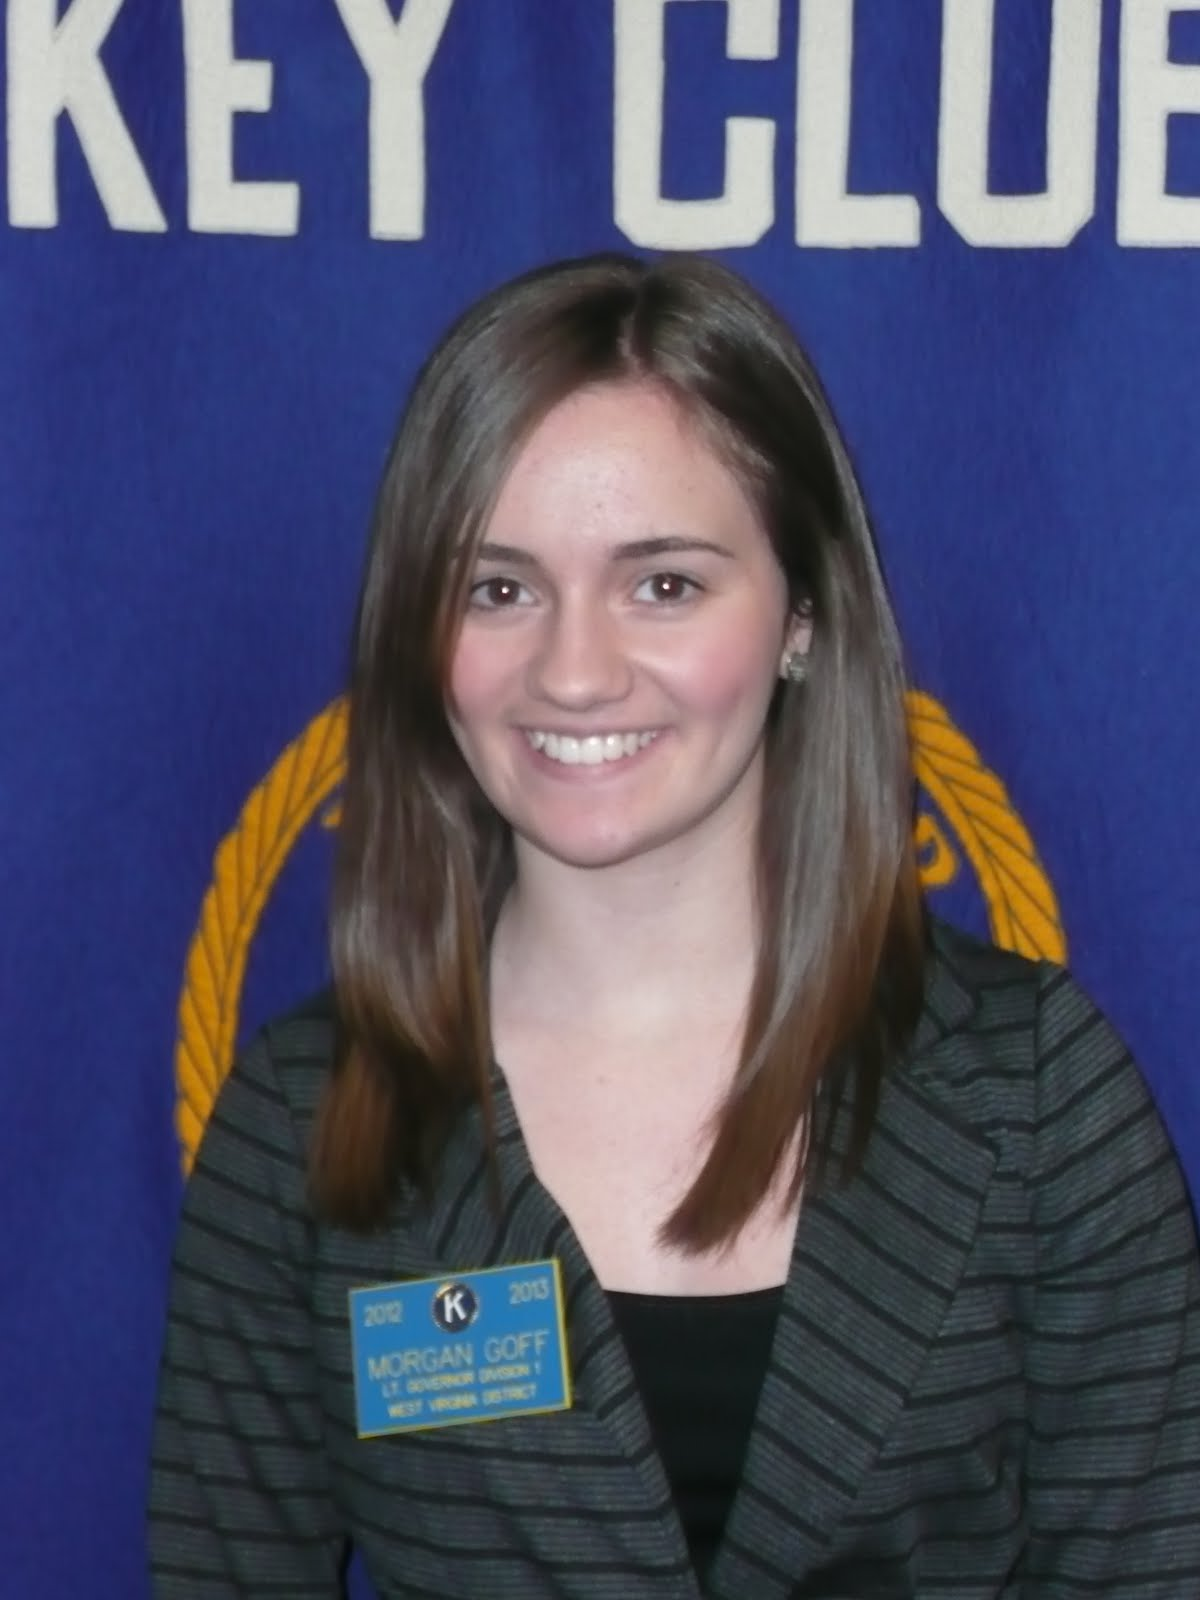 KEY CLUB
2012 K 2013
MORGAN GOFF
LT. GOVERNOR DIVISION 1
WEST VIRGINIA DISTRICT